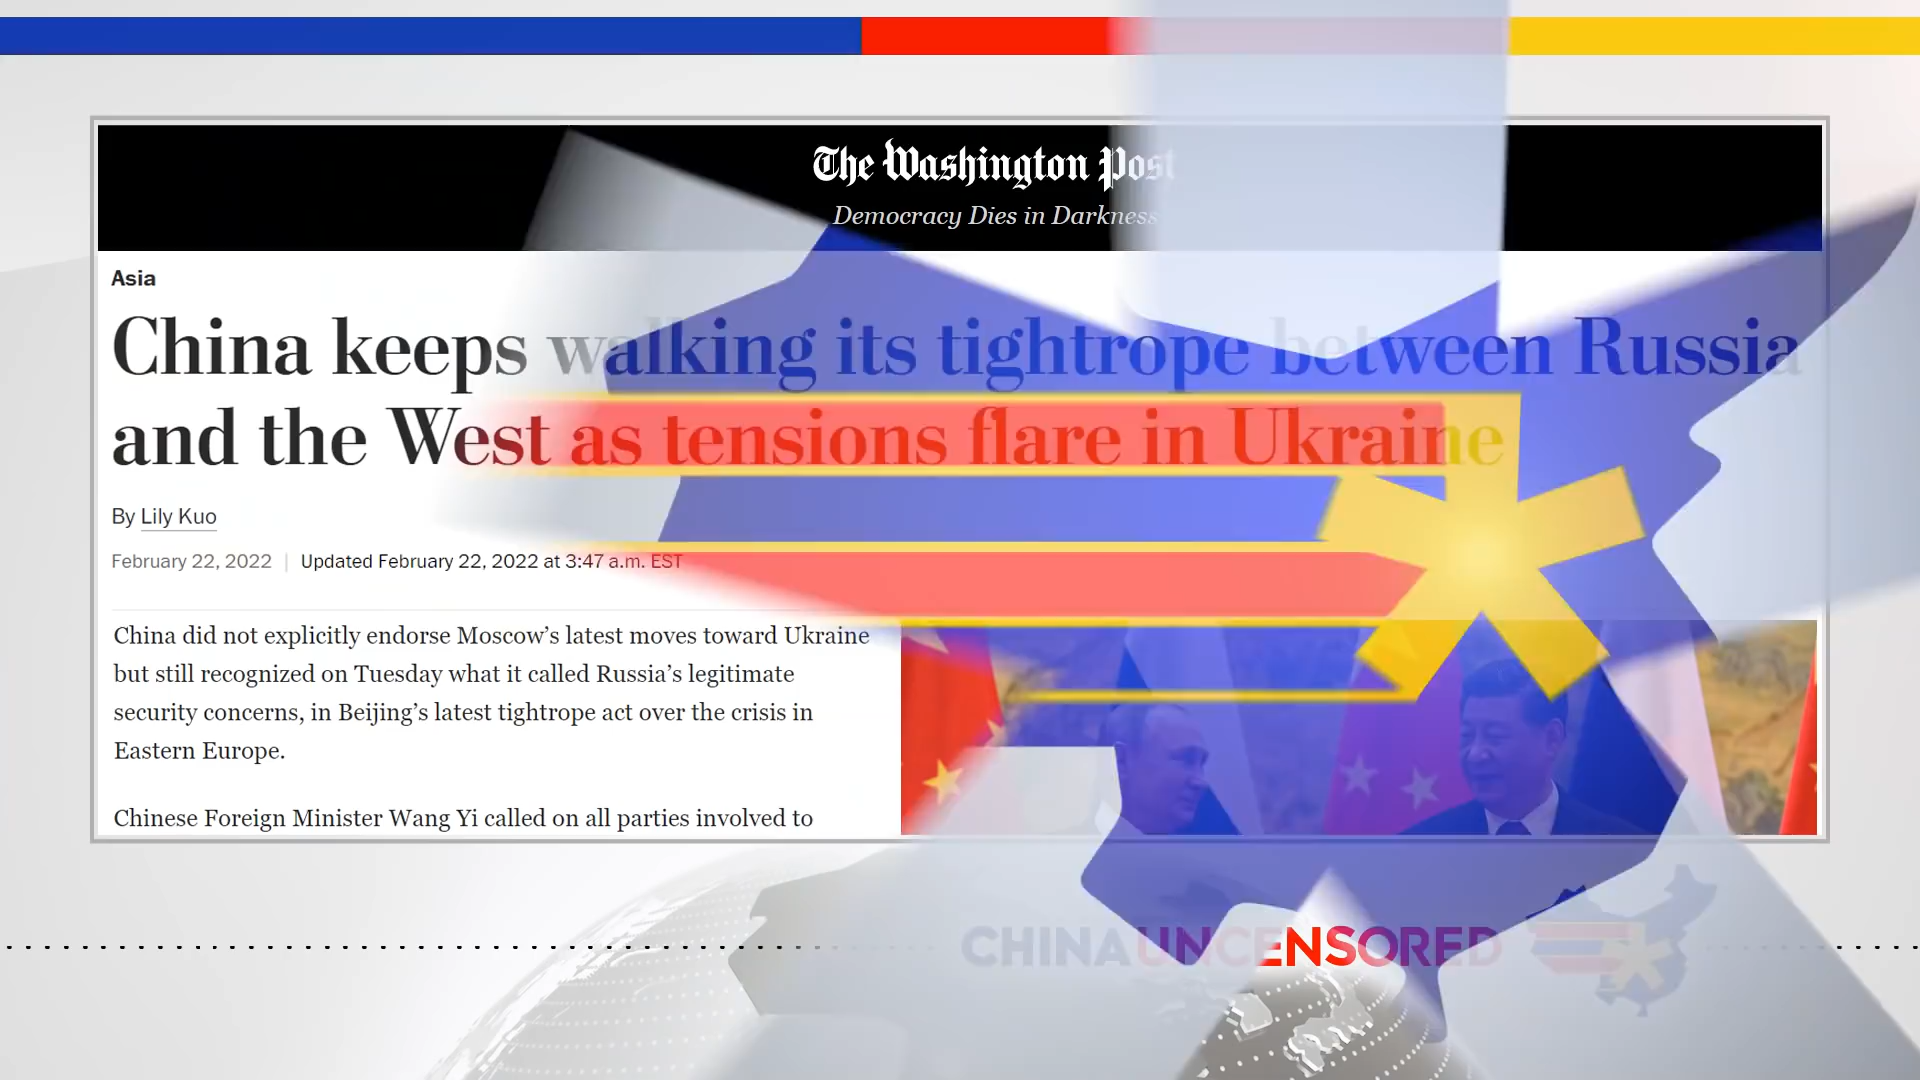 The Washington Post
Democracy Dies in Darkness
Asia
China keeps walking its tightrope between Russia
and the West as tensions flare in Ukraine
By Lily Kuo
February 22, 2022 | Updated February 22, 2022 at 3:47 a.m. EST
China did not explicitly endorse Moscow’s latest moves toward Ukraine
but still recognized on Tuesday what it called Russia’s legitimate
security concerns, in Beijing’s latest tightrope act over the crisis in
Eastern Europe.
Chinese Foreign Minister Wang Yi called on all parties involved to
CHINAUNCENSORED